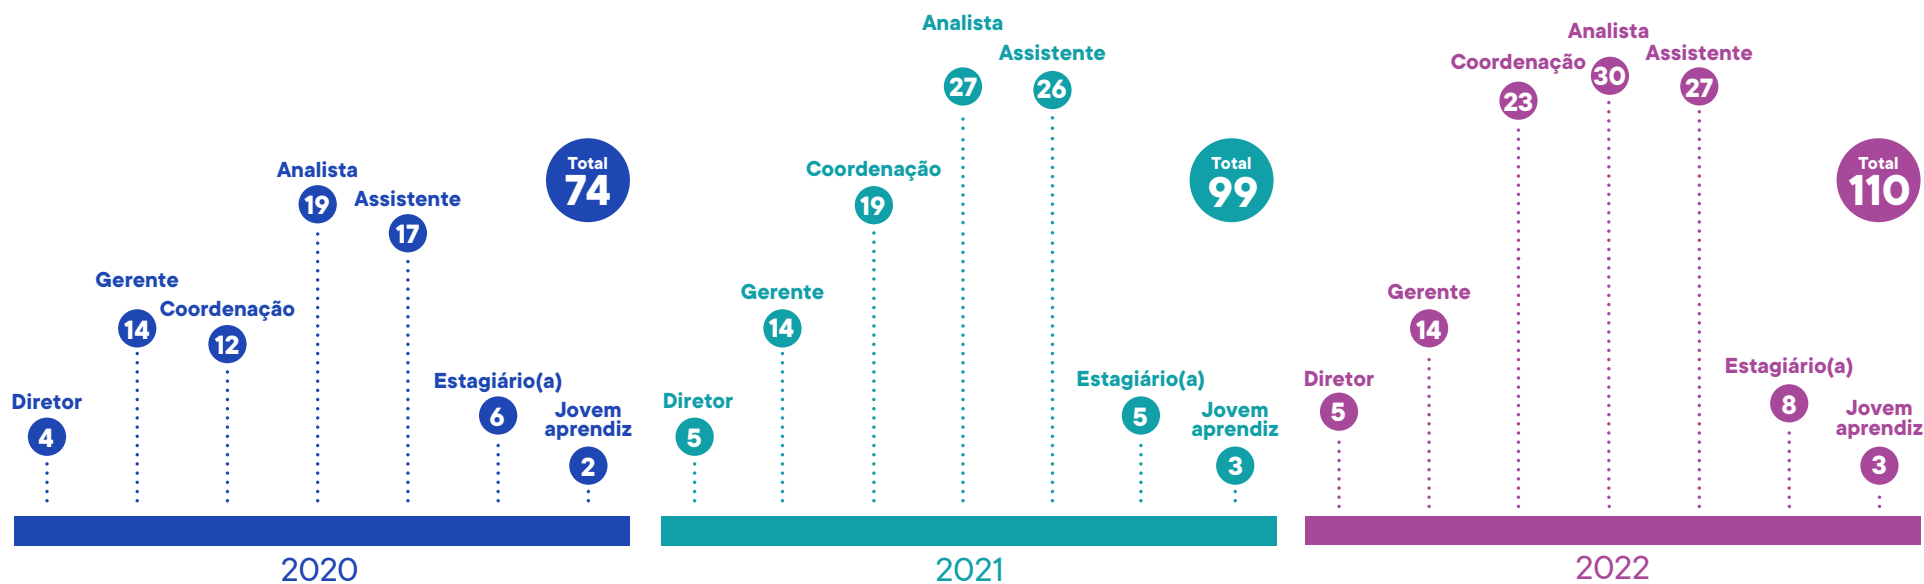 Diretor
4
Gerente
14
Coordenação
12
Analista
19
Assistente
17
Estagiário(a)
6
Jovem
aprendiz
2
Total
74
2020
Diretor
5
Gerente
14
Coordenação
19
Analista
27
Assistente
26
Estagiário(a)
5
Jovem
aprendiz
3
Total
99
2021
Diretor
5
Gerente
14
Coordenação
23
Analista
30
Assistente
27
Estagiário(a)
8
Jovem
aprendiz
3
Total
110
2022